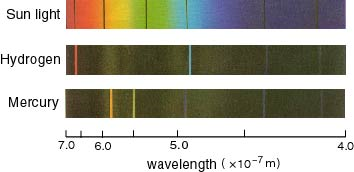 Sun light
Hydrogen
Mercury
7.0 6.0 5.0 4.0
wavelength ( ×10⁻⁷ m)